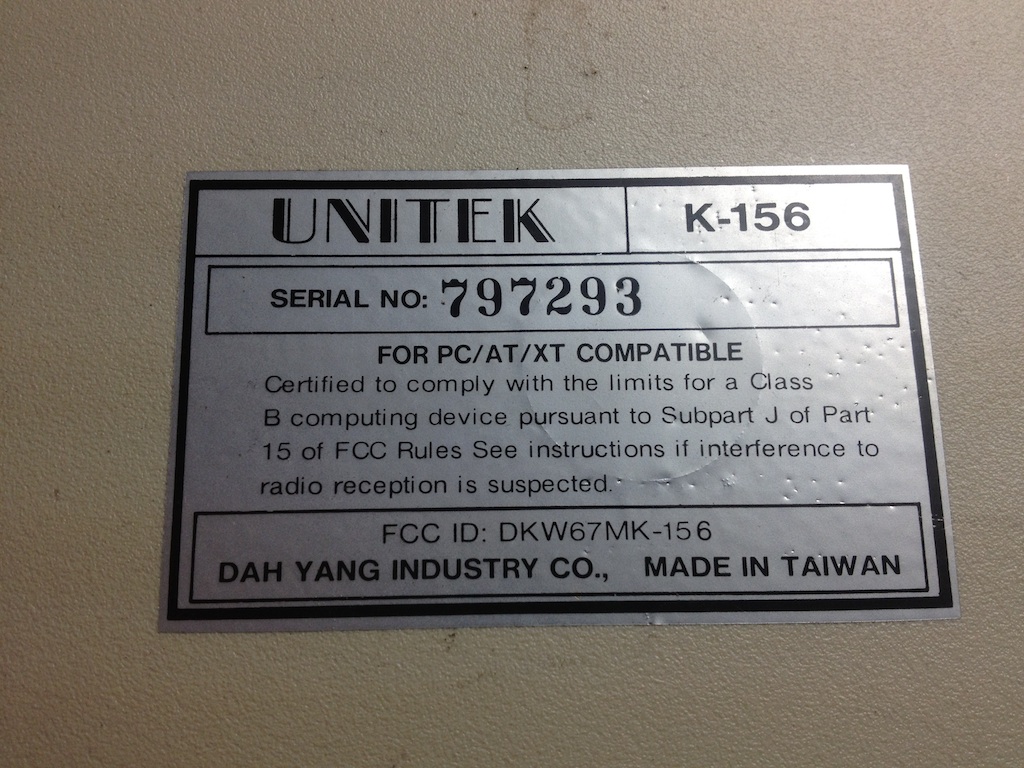 UNITEK K-156
SERIAL NO: 797293
FOR PC/AT/XT COMPATIBLE
Certified to comply with the limits for a Class
B computing device pursuant to Subpart J of Part
15 of FCC Rules See instructions if interference to
radio reception is suspected.
FCC ID: DKW67MK-156
DAH YANG INDUSTRY CO., MADE IN TAIWAN